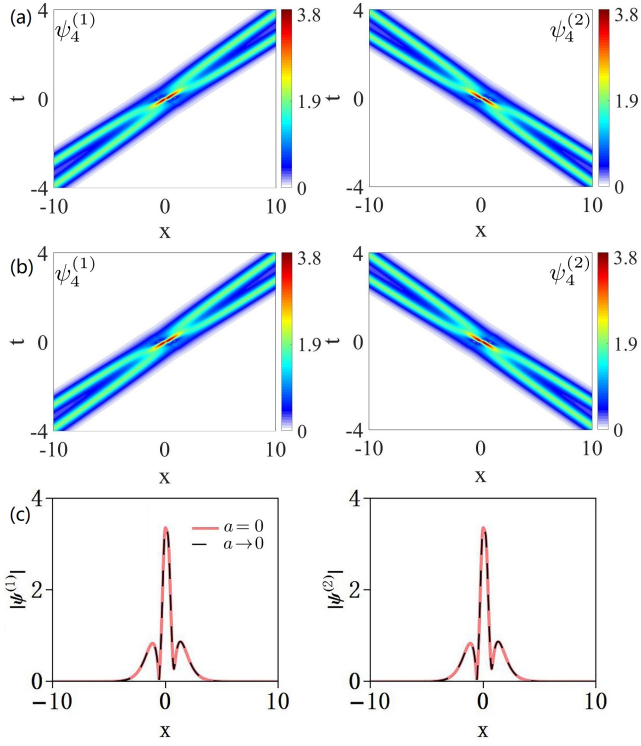 (a) ψ₄⁽¹⁾ ψ₄⁽²⁾
4 3.8 4 3.8
t 0 1.9 t 0 1.9
-4 0 -4 0
-10 0 10 -10 0 10
x x
(b) ψ₄⁽¹⁾ ψ₄⁽²⁾
4 3.8 4 3.8
t 0 1.9 t 0 1.9
-4 0 -4 0
-10 0 10 -10 0 10
x x
(c) 4 4
a = 0
a → 0
|ψ⁽¹⁾| 2 |ψ⁽²⁾| 2
0 0
−10 0 10 −10 0 10
x x